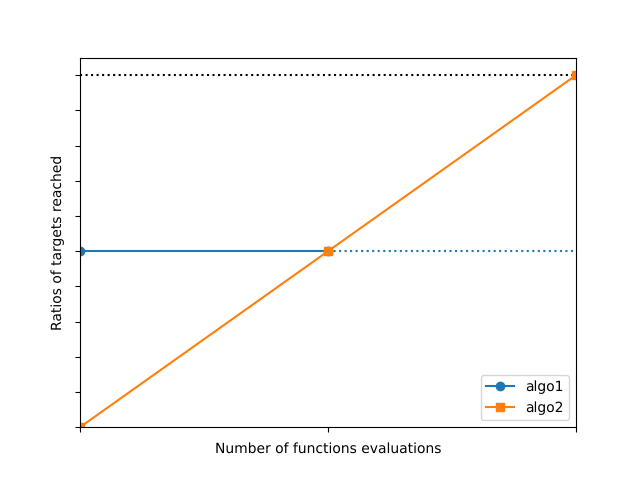 Ratios of targets reached
algo1
algo2
Number of functions evaluations